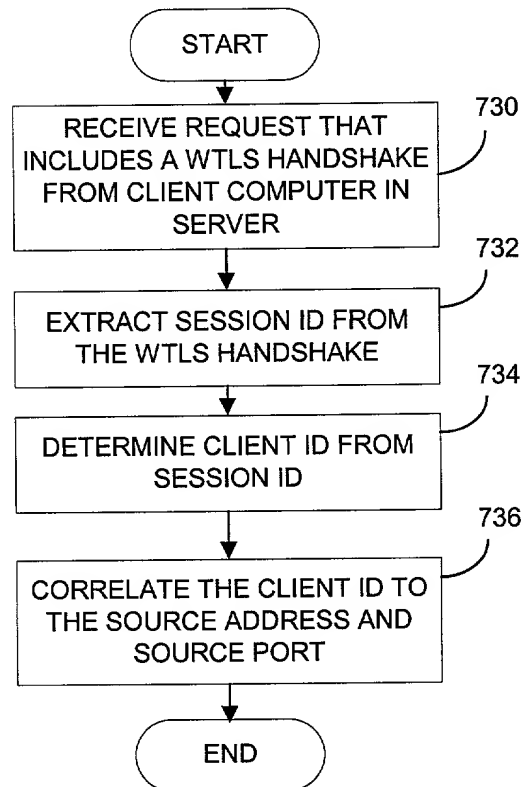 START
730
RECEIVE REQUEST THAT
INCLUDES A WTLS HANDSHAKE
FROM CLIENT COMPUTER IN
SERVER
732
EXTRACT SESSION ID FROM
THE WTLS HANDSHAKE
734
DETERMINE CLIENT ID FROM
SESSION ID
736
CORRELATE THE CLIENT ID TO
THE SOURCE ADDRESS AND
SOURCE PORT
END